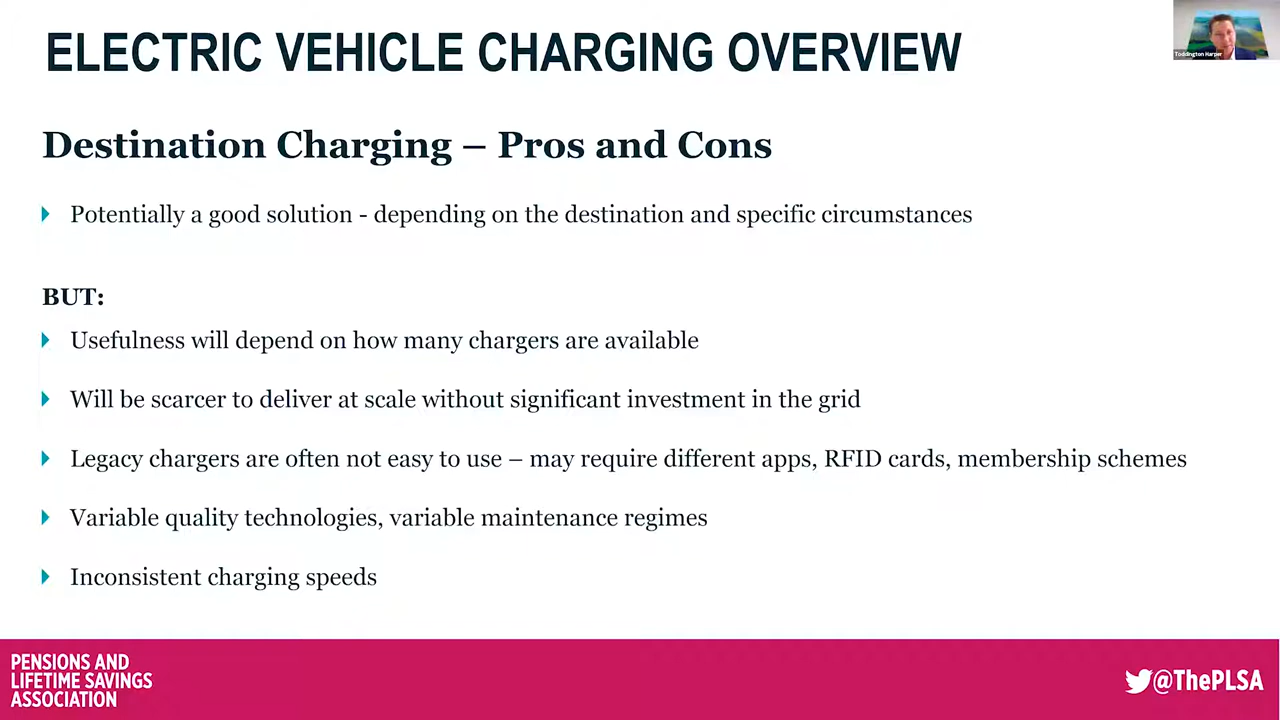 ELECTRIC VEHICLE CHARGING OVERVIEW
Toddington Harper
Destination Charging – Pros and Cons
Potentially a good solution - depending on the destination and specific circumstances
BUT:
Usefulness will depend on how many chargers are available
Will be scarcer to deliver at scale without significant investment in the grid
Legacy chargers are often not easy to use – may require different apps, RFID cards, membership schemes
Variable quality technologies, variable maintenance regimes
Inconsistent charging speeds
PENSIONS AND
LIFETIME SAVINGS
ASSOCIATION
@ThePLSA